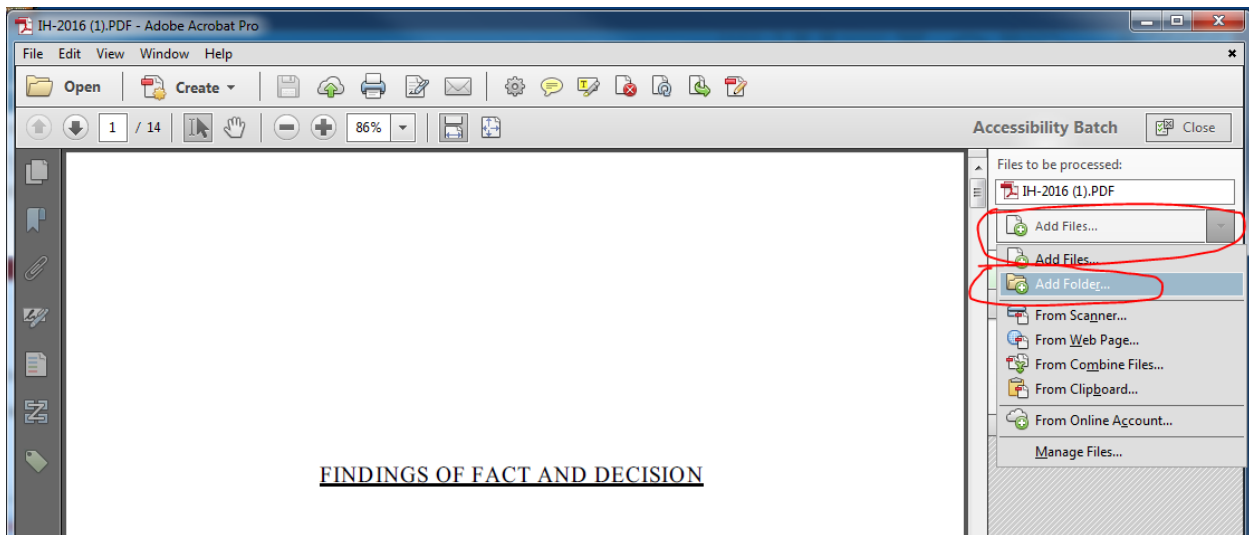 IH-2016 (1).PDF - Adobe Acrobat Pro
File Edit View Window Help
Open Create
1 / 14 86% Accessibility Batch Close
Files to be processed:
IH-2016 (1).PDF
Add Files...
Add Files...
Add Folder...
From Scanner...
From Web Page...
From Combine Files...
From Clipboard...
From Online Account...
Manage Files...
FINDINGS OF FACT AND DECISION